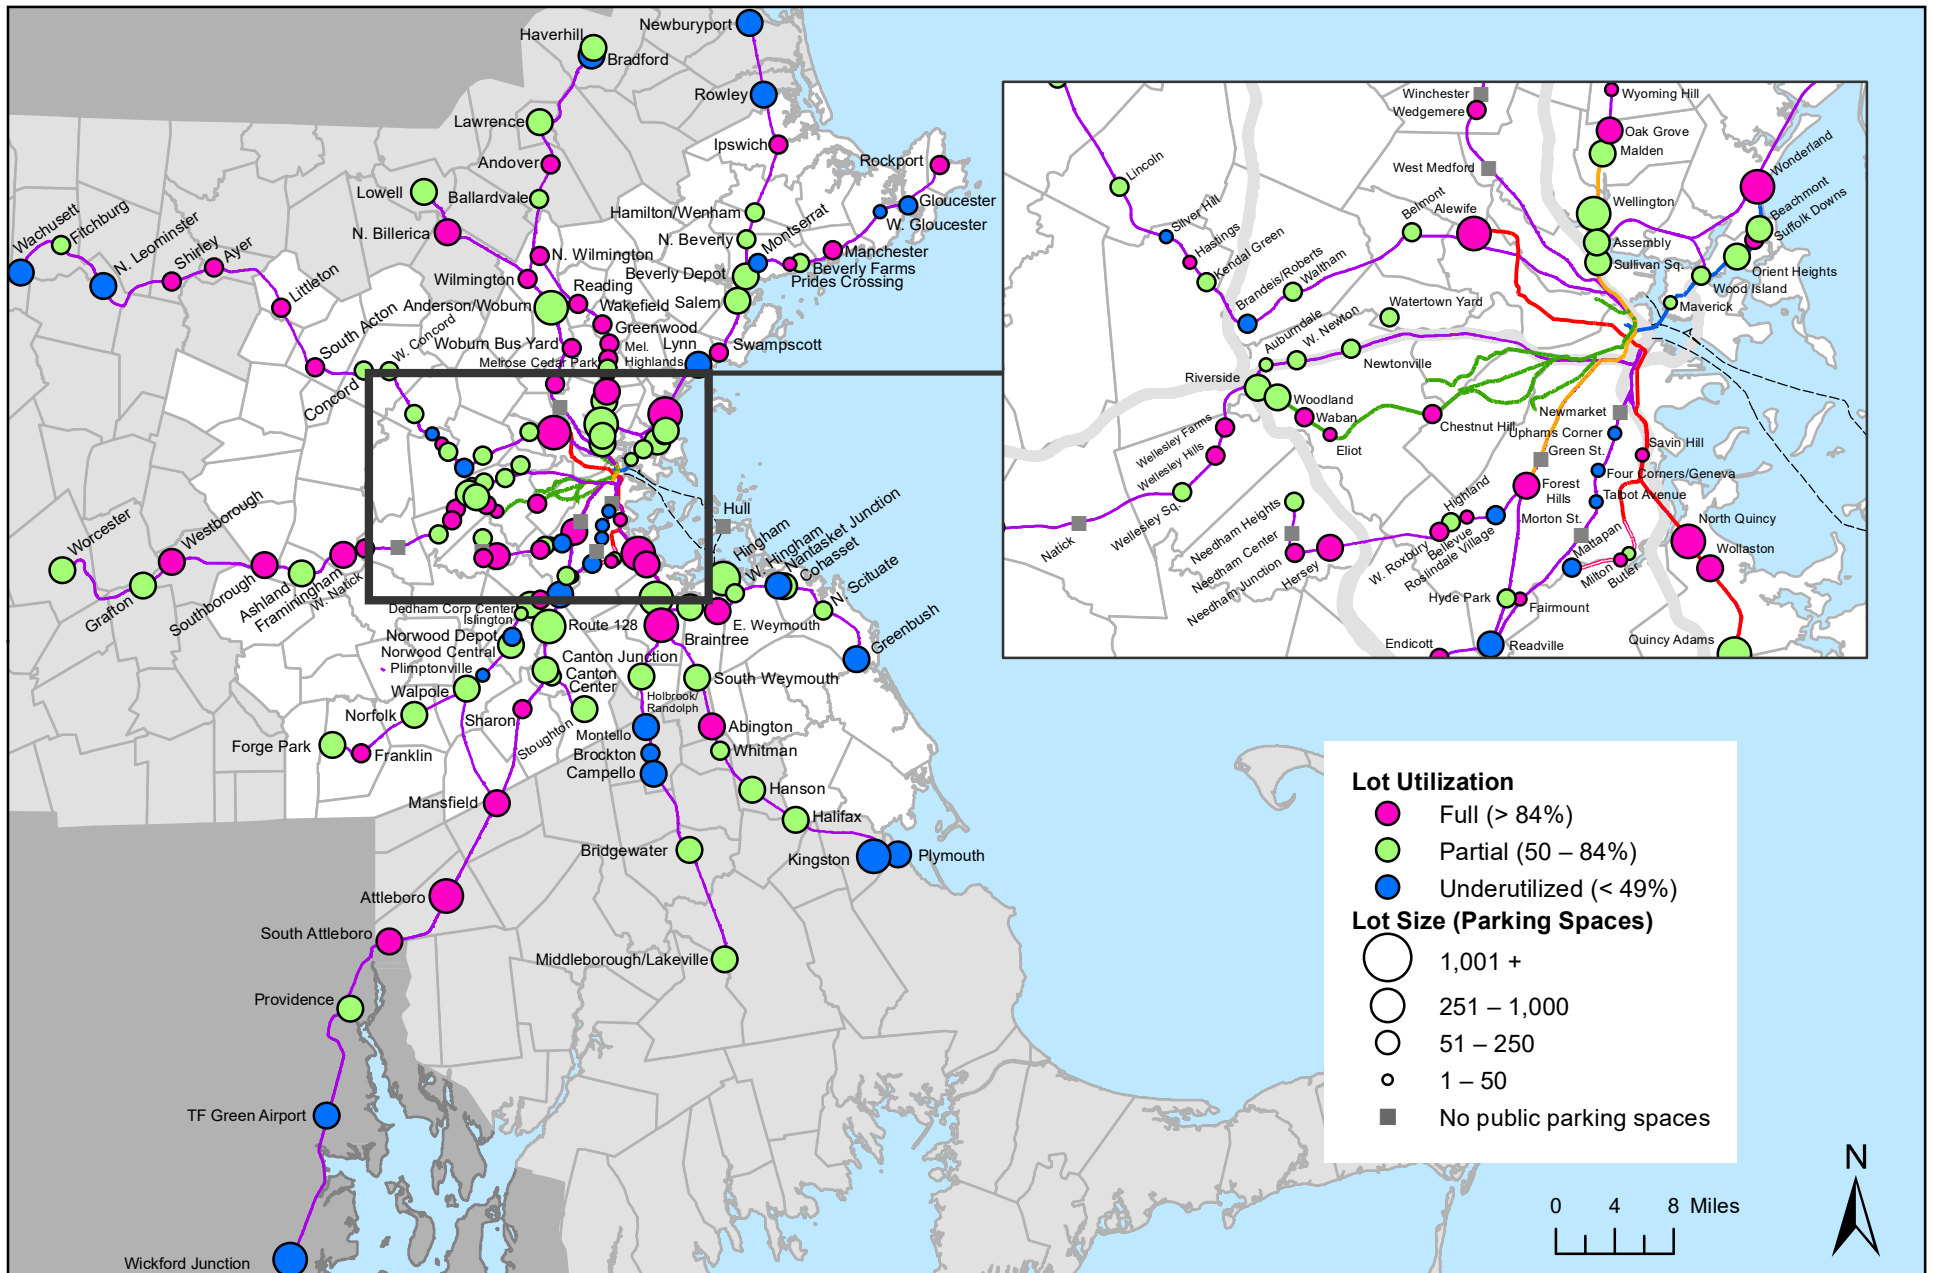 Newburyport
Haverhill
Bradford
Rowley
Lawrence
Ipswich
Andover
Rockport
Lowell
Ballardvale
Gloucester
W. Gloucester
Hamilton/Wenham
Montserrat
N. Billerica
N. Beverly
Manchester
Wachusett
Fitchburg
N. Leominster
Shirley
Ayer
N. Wilmington
Beverly Depot
Beverly Farms
Prides Crossing
Wilmington
Reading
Littleton
Anderson/Woburn
Wakefield
Salem
Greenwood
South Acton
W. Concord
Woburn Bus Yard
Mel.
Lynn
Swampscott
Melrose Cedar Park
Highlands
Concord
Worcester
Westborough
Grafton
Southborough
Ashland
Framingham
W. Natick
Hull
Hingham
W. Hingham
Nantasket Junction
Cohasset
N. Scituate
Greenbush
Dedham Corp Center
Islington
Route 128
E. Weymouth
Norwood Depot
Braintree
Norwood Central
Canton Junction
Plimptonville
Canton
Center
South Weymouth
Walpole
Holbrook/
Randolph
Norfolk
Sharon
Stoughton
Abington
Montello
Forge Park
Franklin
Brockton
Whitman
Campello
Mansfield
Hanson
Halifax
Bridgewater
Kingston
Plymouth
Attleboro
South Attleboro
Middleborough/Lakeville
Providence
TF Green Airport
Wickford Junction
Winchester
Wedgemere
Wyoming Hill
Oak Grove
Malden
West Medford
Wonderland
Lincoln
Wellington
Beachmont
Suffolk Downs
Silver Hill
Belmont
Alewife
Hastings
Assembly
Kendal Green
Sullivan Sq.
Orient Heights
Brandeis/Roberts
Waltham
Wood Island
Watertown Yard
Maverick
Auburndale
W. Newton
Newtonville
Riverside
Woodland
Waban
Newmarket
Wellesley Farms
Chestnut Hill
Uphams Corner
Eliot
Savin Hill
Wellesley Hills
Green St.
Four Corners/Geneva
Forest
Hills
Talbot Avenue
Highland
Needham Heights
Wellesley Sq.
Morton St.
North Quincy
Natick
Needham Center
W. Roxbury
Bellevue
Roslindale Village
Mattapan
Wollaston
Needham Junction
Hersey
Milton
Butler
Hyde Park
Fairmount
Endicott
Readville
Quincy Adams
Lot Utilization
Full (> 84%)
Partial (50 – 84%)
Underutilized (< 49%)
Lot Size (Parking Spaces)
1,001 +
251 – 1,000
51 – 250
1 – 50
No public parking spaces
N
0 4 8 Miles